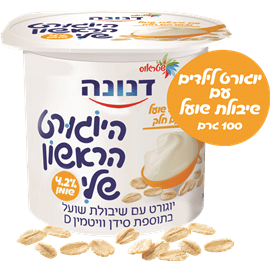 שטראוס
דנונה
היוגורט
הראשון
שלי
4.2%
שומן
יוגורט עם שיבולת שועל
בתוספת סידן וויטמין D
יוגורט לילדים
עם
שיבולת שועל
100 גרם